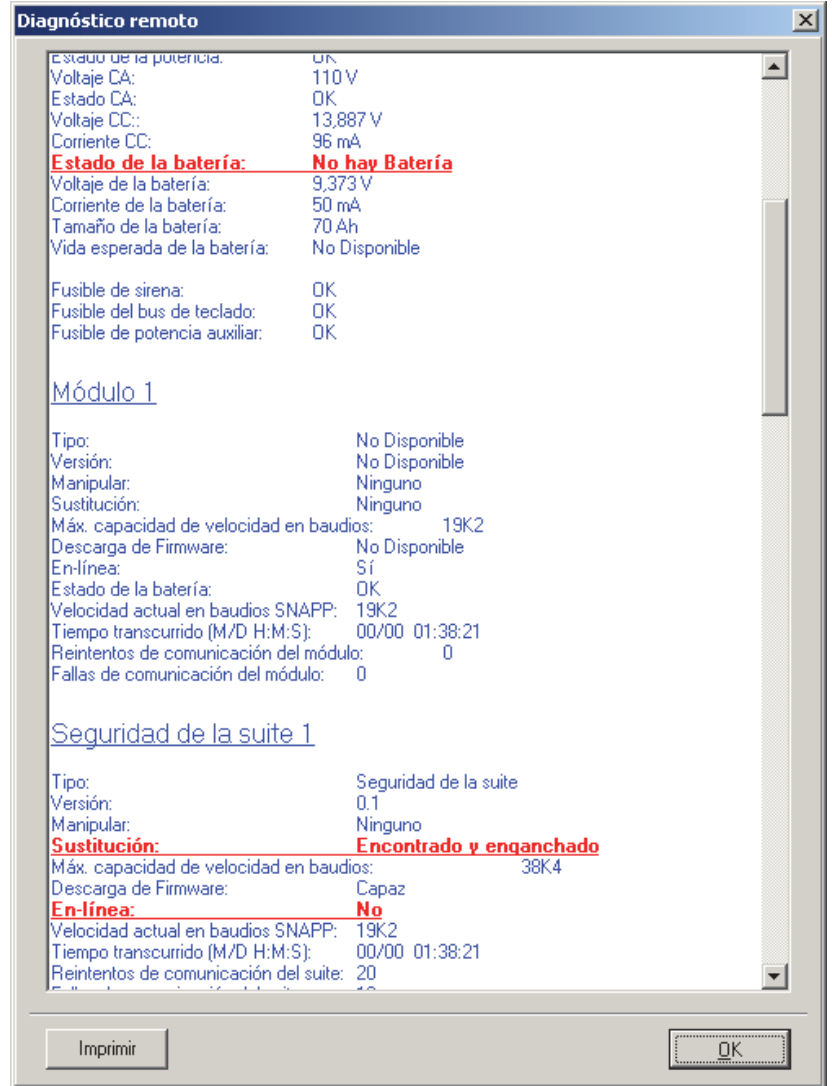 Diagnóstico remoto
Estado de la potencia: OK
Voltaje CA: 110 V
Estado CA: OK
Voltaje CC:: 13,887 V
Corriente CC: 96 mA
Estado de la batería: No hay Batería
Voltaje de la batería: 9,373 V
Corriente de la batería: 50 mA
Tamaño de la batería: 70 Ah
Vida esperada de la batería: No Disponible
Fusible de sirena: OK
Fusible del bus de teclado: OK
Fusible de potencia auxiliar: OK
Módulo 1
Tipo: No Disponible
Versión: No Disponible
Manipular: Ninguno
Sustitución: Ninguno
Máx. capacidad de velocidad en baudios: 19K2
Descarga de Firmware: No Disponible
En-línea: Sí
Estado de la batería: OK
Velocidad actual en baudios SNAPP: 19K2
Tiempo transcurrido (M/D H:M:S): 00/00 01:38:21
Reintentos de comunicación del módulo: 0
Fallas de comunicación del módulo: 0
Seguridad de la suite 1
Tipo: Seguridad de la suite
Versión: 0.1
Manipular: Ninguno
Sustitución: Encontrado y enganchado
Máx. capacidad de velocidad en baudios: 38K4
Descarga de Firmware: Capaz
En-línea: No
Velocidad actual en baudios SNAPP: 19K2
Tiempo transcurrido (M/D H:M:S): 00/00 01:38:21
Reintentos de comunicación del suite: 20
Imprimir
OK